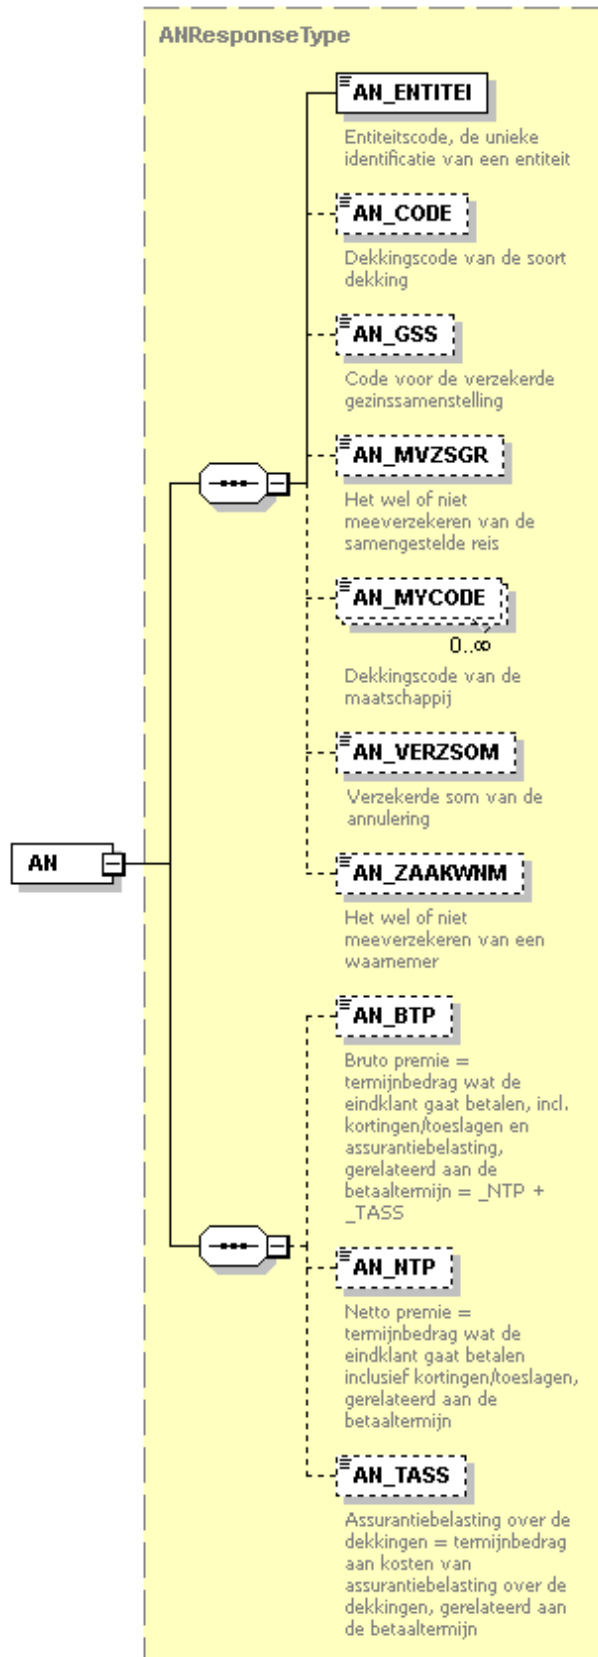 ANResponseType
AN_ENTITEI
Entiteitscode, de unieke
identificatie van een entiteit
AN_CODE
Dekkingscode van de soort
dekking
AN_GSS
Code voor de verzekerde
gezinssamenstelling
AN_MVZSGR
Het wel of niet
meeverzekeren van de
samengestelde reis
AN_MYCODE
0..∞
Dekkingscode van de
maatschappij
AN_VERZSOM
Verzekerde som van de
annulering
AN
AN_ZAAKWNM
Het wel of niet
meeverzekeren van een
waarnemer
AN_BTP
Bruto premie =
termijnbedrag wat de
eindklant gaat betalen, incl.
kortingen/toeslagen en
assurantiebelasting,
gerelateerd aan de
betaaltermijn = _NTP +
_TASS
AN_NTP
Netto premie =
termijnbedrag wat de
eindklant gaat betalen
inclusief kortingen/toeslagen,
gerelateerd aan de
betaaltermijn
AN_TASS
Assurantiebelasting over de
dekkingen = termijnbedrag
aan kosten van
assurantiebelasting over de
dekkingen, gerelateerd aan
de betaaltermijn